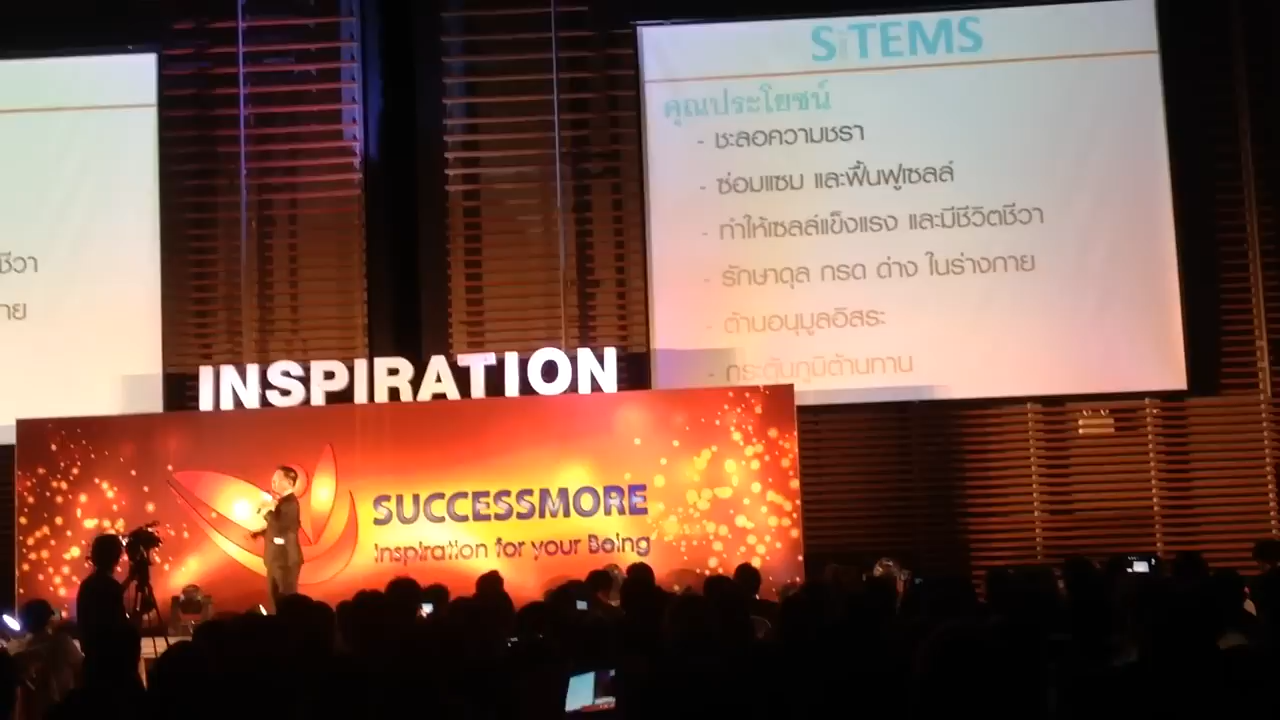 SiTEMS
คุณประโยชน์
- ชะลอความชรา
- ซ่อมแซม และฟื้นฟูเซลล์
- ทำให้เซลล์แข็งแรง และมีชีวิตชีวา
- รักษาดุล กรด ด่าง ในร่างกาย
- ต้านอนุมูลอิสระ
- กระตุ้นภูมิต้านทาน
ชีวา
าย
INSPIRATION
SUCCESSMORE
Inspiration for your Being